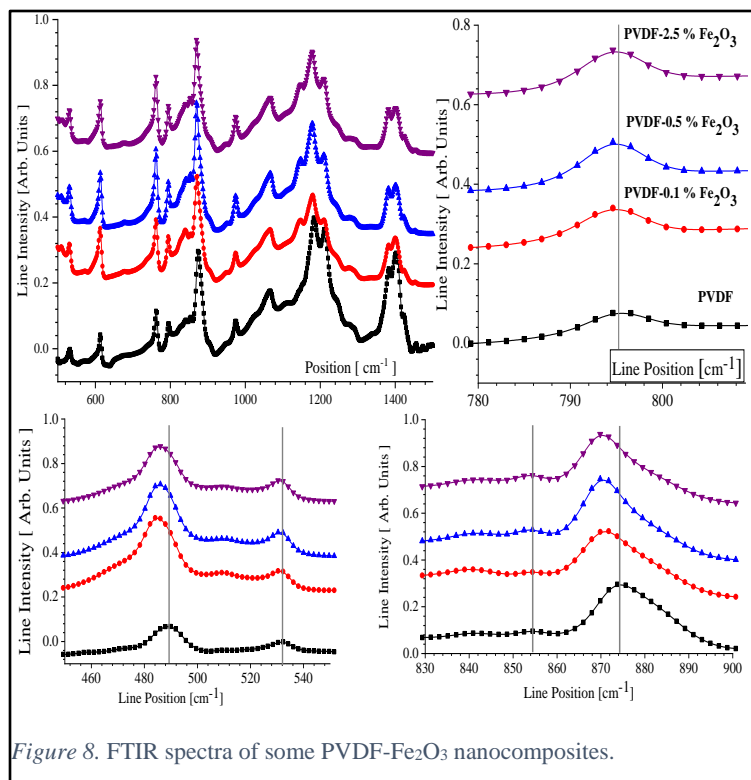 Line Intensity [Arb. Units ]
1.0
0.8
0.6
0.4
0.2
0.0
600 800 1000 1200 1400
Position [ cm-1 ]
Line Intensity [ Arb. Units ]
0.8
0.6
0.4
0.2
0.0
PVDF-2.5 % Fe2O3
PVDF-0.5 % Fe2O3
PVDF-0.1 % Fe2O3
PVDF
Line Position [cm-1]
780 790 800
Line Intensity [ Arb. Units ]
1.0
0.8
0.6
0.4
0.2
0.0
460 480 500 520 540
Line Position [cm-1]
Line Intensity [ Arb. Units ]
1.0
0.8
0.6
0.4
0.2
0.0
830 840 850 860 870 880 890 900
Line Position [cm-1]
Figure 8. FTIR spectra of some PVDF-Fe2O3 nanocomposites.